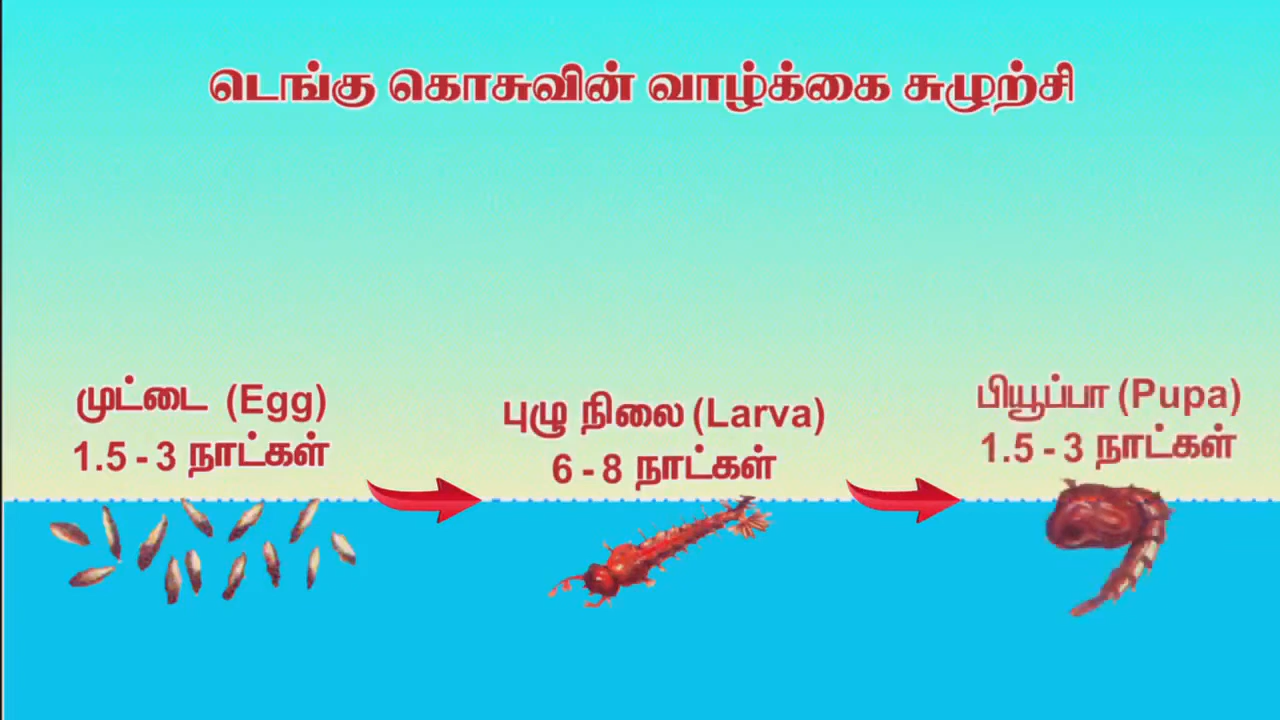 டெங்கு கொசுவின் வாழ்க்கை சுழற்சி
முட்டை (Egg)
1.5 - 3 நாட்கள்
புழு நிலை (Larva)
6 - 8 நாட்கள்
பியூப்பா (Pupa)
1.5 - 3 நாட்கள்